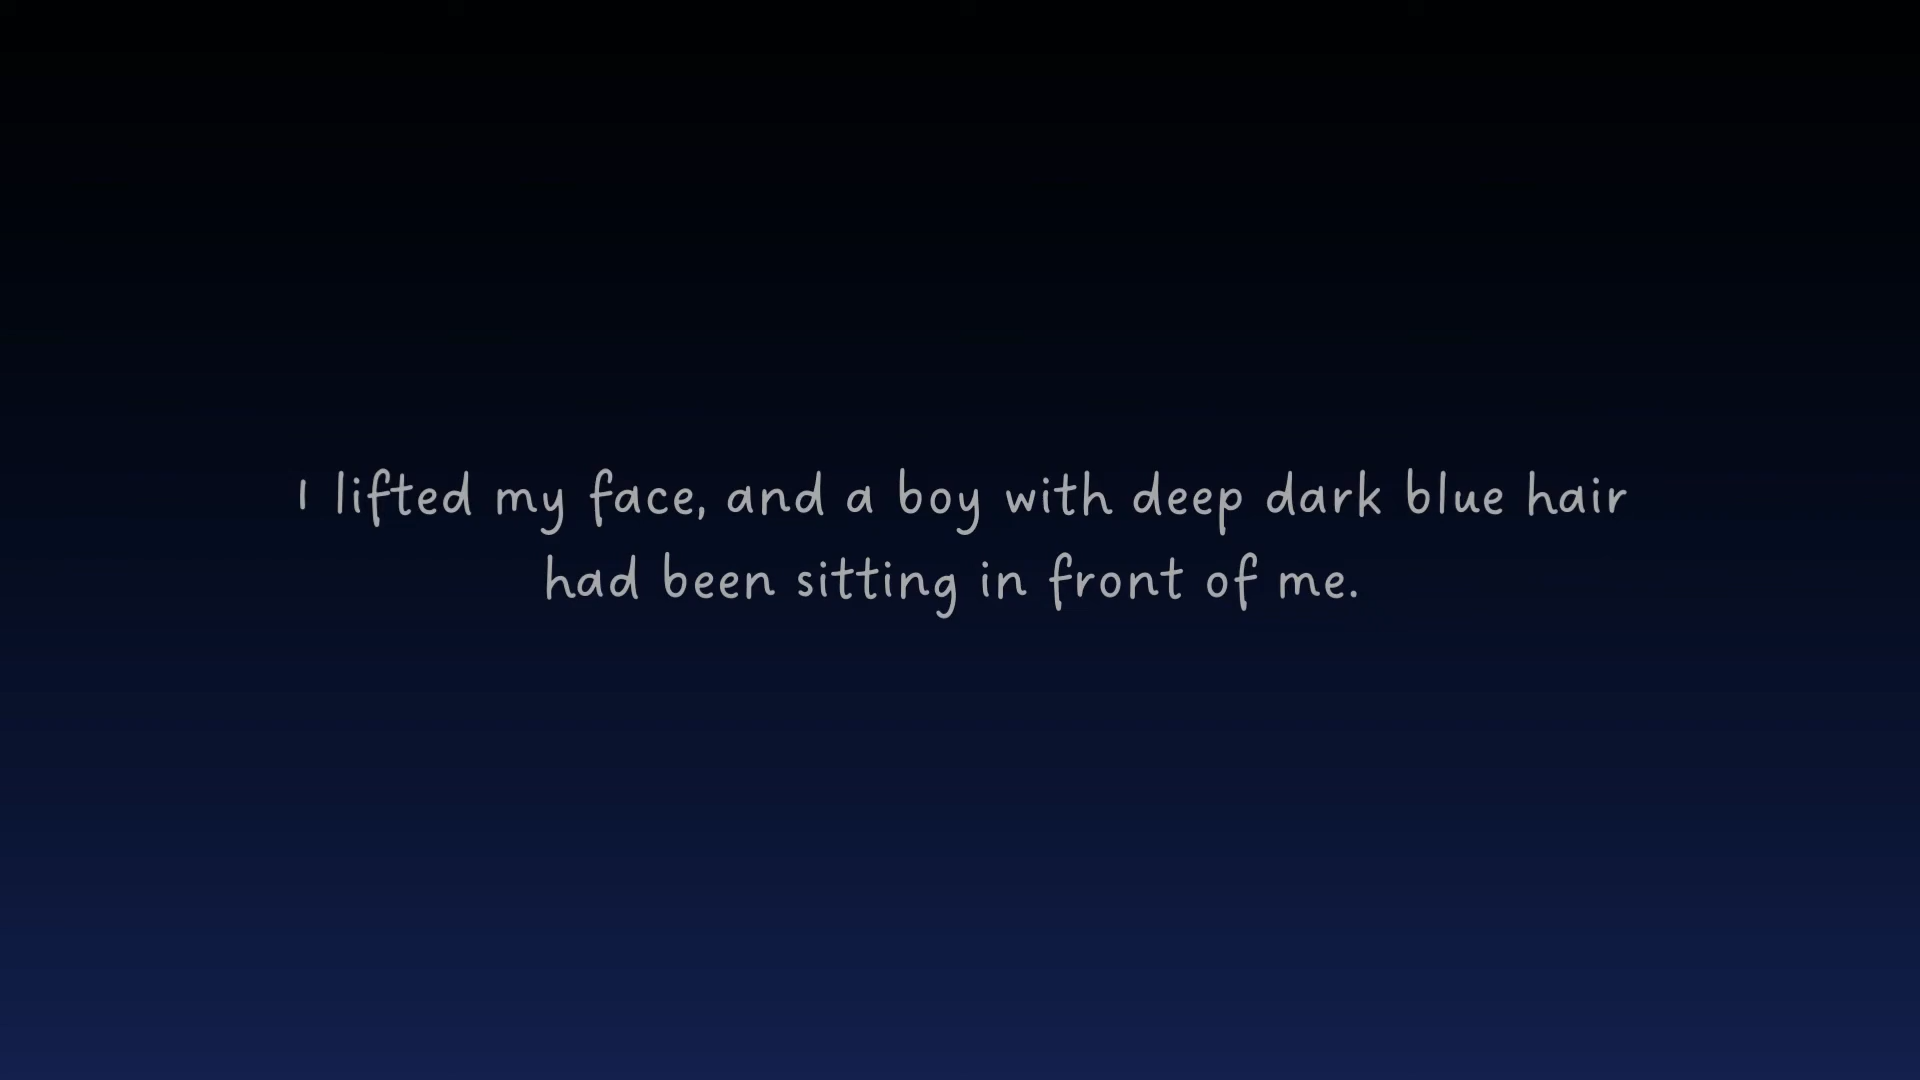 I lifted my face, and a boy with deep dark blue hair
had been sitting in front of me.